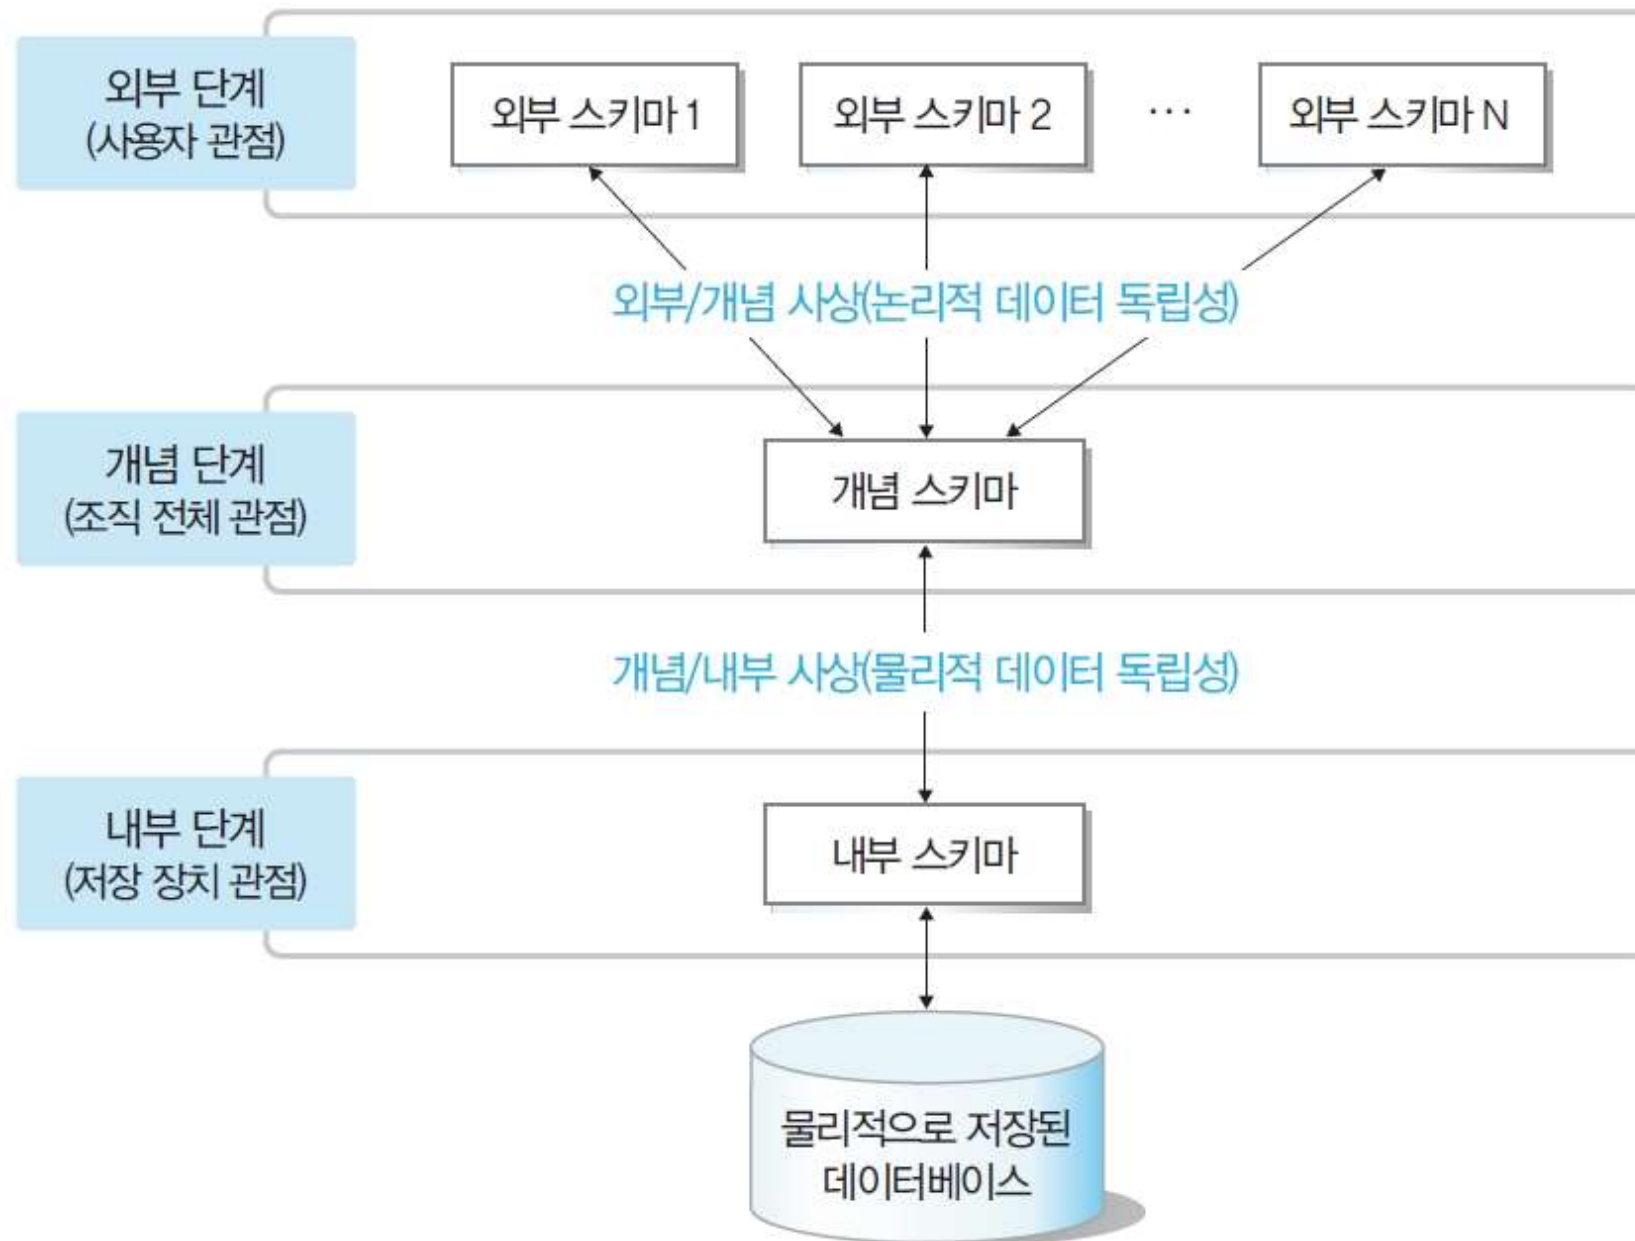 외부 단계
(사용자 관점)
외부 스키마 1
외부 스키마 2
···
외부 스키마 N
외부/개념 사상(논리적 데이터 독립성)
개념 단계
(조직 전체 관점)
개념 스키마
개념/내부 사상(물리적 데이터 독립성)
내부 단계
(저장 장치 관점)
내부 스키마
물리적으로 저장된
데이터베이스